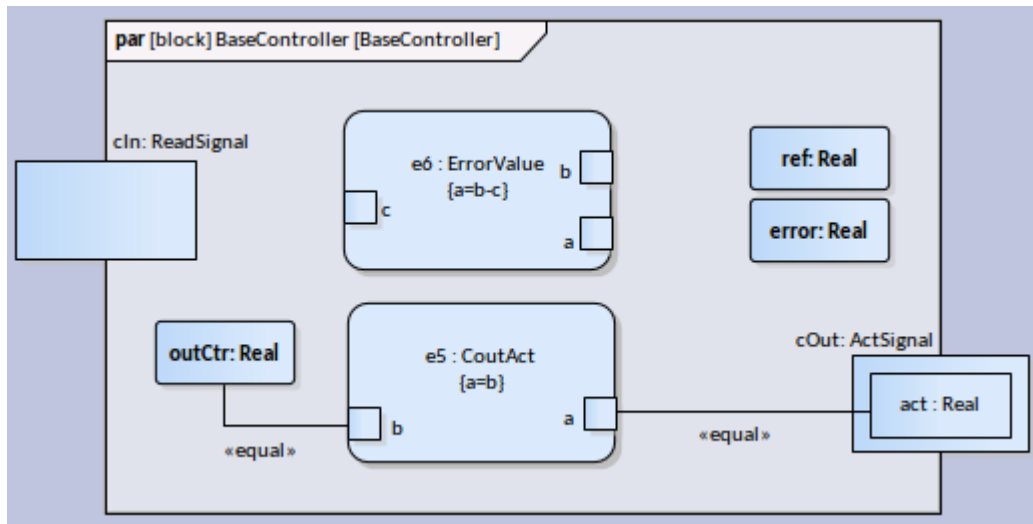 par [block] BaseController [BaseController]
cIn: ReadSignal
e6 : ErrorValue
{a=b-c}
b
c
a
ref: Real
error: Real
outCtr: Real
e5 : CoutAct
{a=b}
b
a
«equal»
«equal»
cOut: ActSignal
act : Real